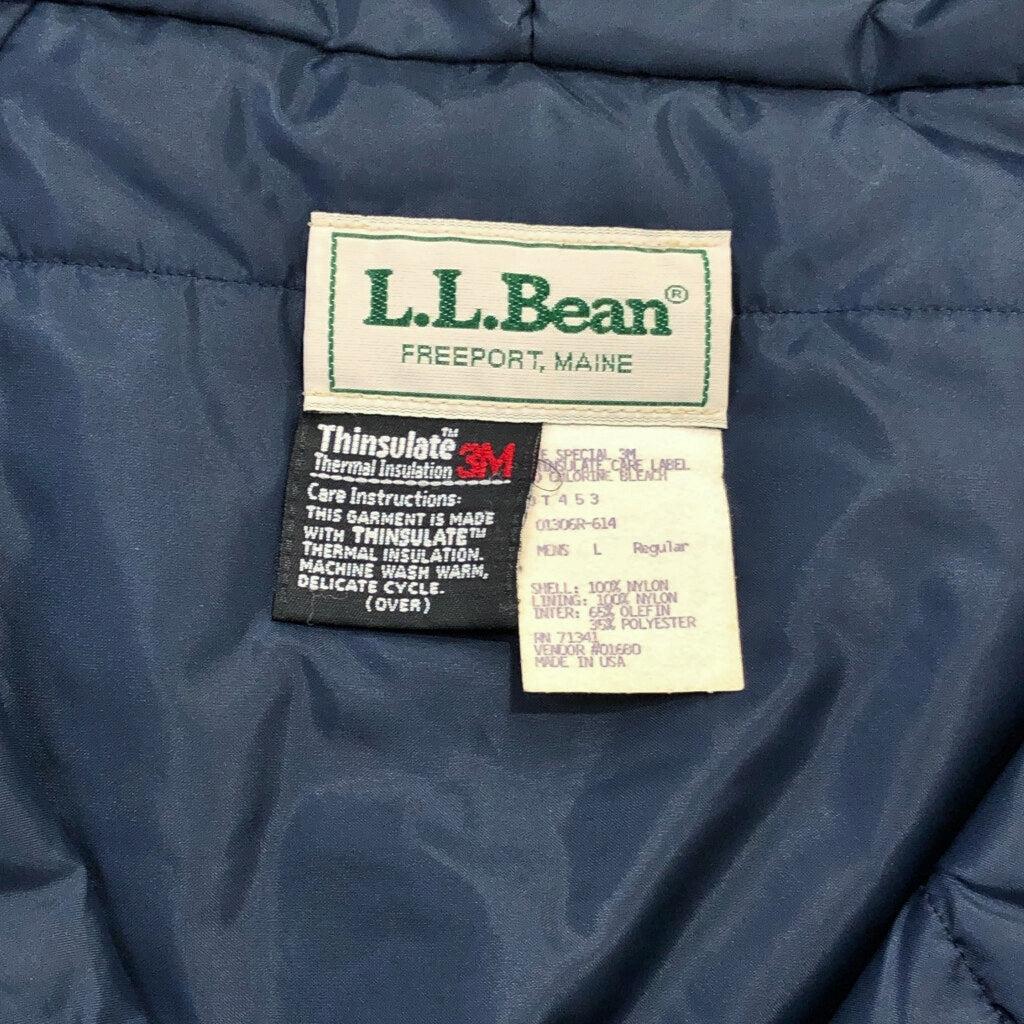 L.L.Bean®
FREEPORT, MAINE
Thinsulate™
Thermal Insulation 3M
Care Instructions:
THIS GARMENT IS MADE
WITH THINSULATE™
THERMAL INSULATION.
MACHINE WASH WARM,
DELICATE CYCLE.
(OVER)
SPECIAL 3M
CARE LABEL
CHLORINE BLEACH
T453
01306R-614
MENS L Regular
SHELL: 100% NYLON
LINING: 100% NYLON
INTER: 65% OLEFIN
35% POLYESTER
RN 71341
VENDOR #01680
MADE IN USA